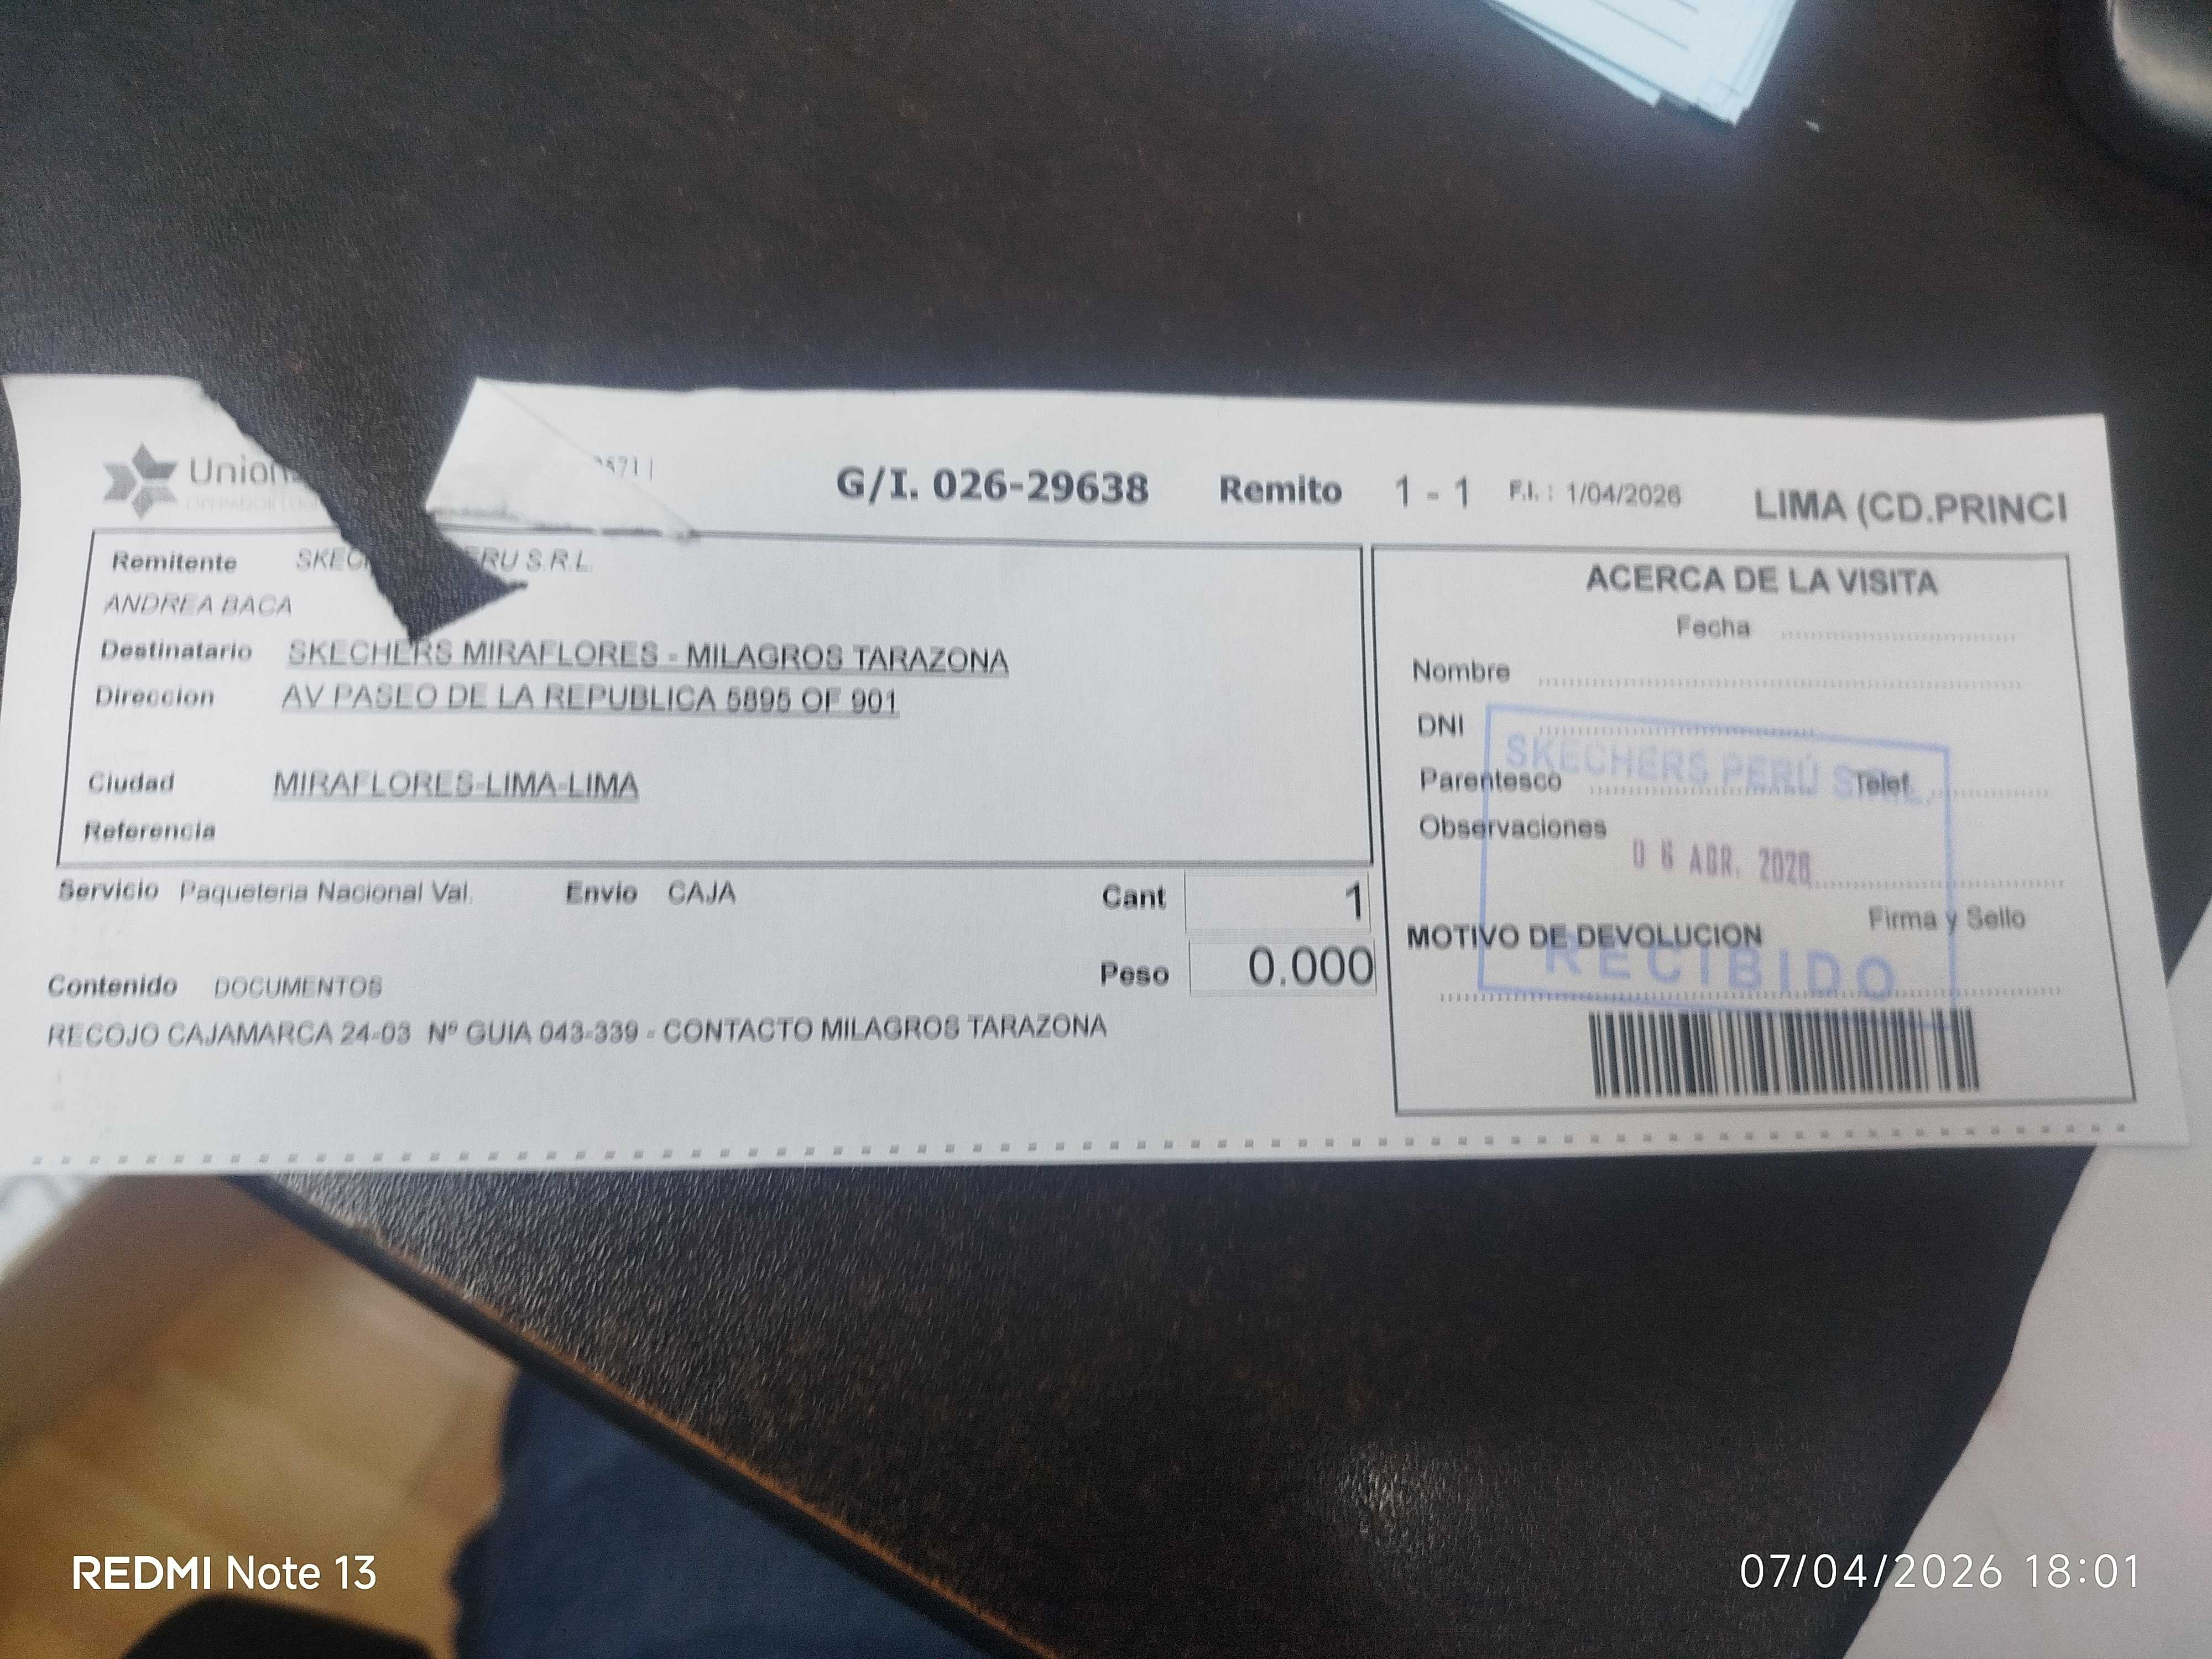 Union
G/I. 026-29638 Remito 1 - 1 F.I. : 1/04/2026 LIMA (CD.PRINCI
Remitente SKEC ERU S.R.L.
ANDREA BACA
Destinatario SKECHERS MIRAFLORES - MILAGROS TARAZONA
Direccion AV PASEO DE LA REPUBLICA 5895 OF 901
Ciudad MIRAFLORES-LIMA-LIMA
Referencia
Servicio Paqueteria Nacional Val. Envio CAJA Cant 1
Peso 0.000
Contenido DOCUMENTOS
RECOJO CAJAMARCA 24-03 Nº GUIA 043-339 - CONTACTO MILAGROS TARAZONA
ACERCA DE LA VISITA
Fecha
Nombre
DNI
Parentesco Telef.
Observaciones
Firma y Sello
MOTIVO DE DEVOLUCION
SKECHERS PERÚ S.R.L.
06 ABR. 2026
RECIBIDO
REDMI Note 13
07/04/2026 18:01